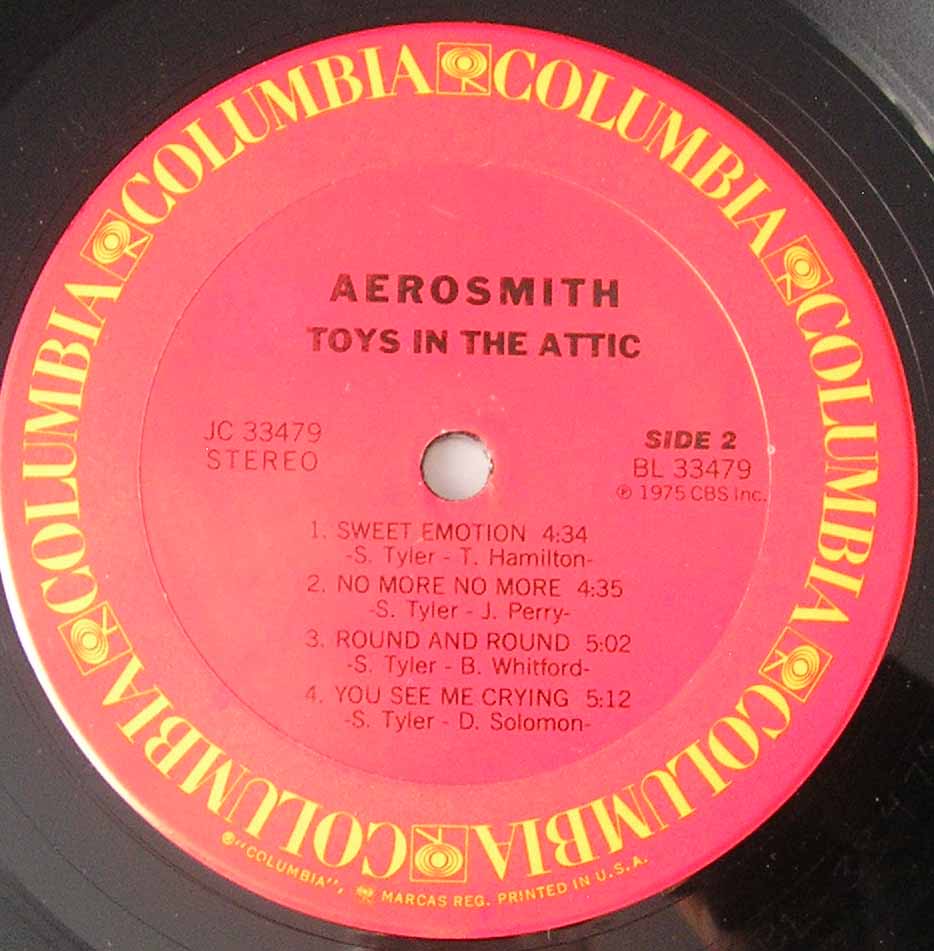 COLUMBIA COLUMBIA COLUMBIA COLUMBIA COLUMBIA COLUMBIA
AEROSMITH
TOYS IN THE ATTIC
JC 33479
STEREO
SIDE 2
BL 33479
℗ 1975 CBS Inc.
1. SWEET EMOTION 4:34
-S. Tyler - T. Hamilton-
2. NO MORE NO MORE 4:35
-S. Tyler - J. Perry-
3. ROUND AND ROUND 5:02
-S. Tyler - B. Whitford-
4. YOU SEE ME CRYING 5:12
-S. Tyler - D. Solomon-
®"COLUMBIA", MARCAS REG. PRINTED IN U.S.A.